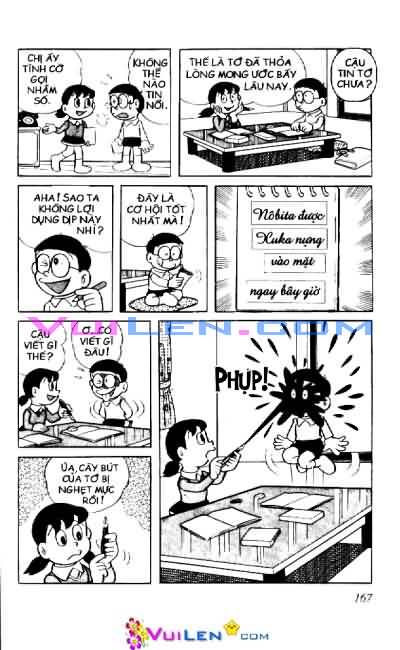 CHỊ ẤY
TÌNH CỜ
GỌI
NHẦM
SỐ.
KHÔNG
THỂ
NÀO
TIN
NỔI.
THẾ LÀ TỚ ĐÃ THỎA
LÒNG MONG ƯỚC BẤY
LÂU NAY.
CẬU
TIN TỚ
CHƯA?
AHA! SAO TA
KHÔNG LỢI
DỤNG DỊP NÀY
NHỈ?
ĐÂY LÀ
CƠ HỘI TỐT
NHẤT MÀ!
Nôbita được
Xuka nựng
vào mặt
ngay bây giờ
VUILEN.COM
CẬU
VIẾT GÌ
THẾ?
Ơ...CÓ
VIẾT GÌ
ĐÂU!
PHỤP!
ỦA, CÂY BÚT
CỦA TỚ BỊ
NGHẸT MỰC
RỒI!
167
VUILEN.COM